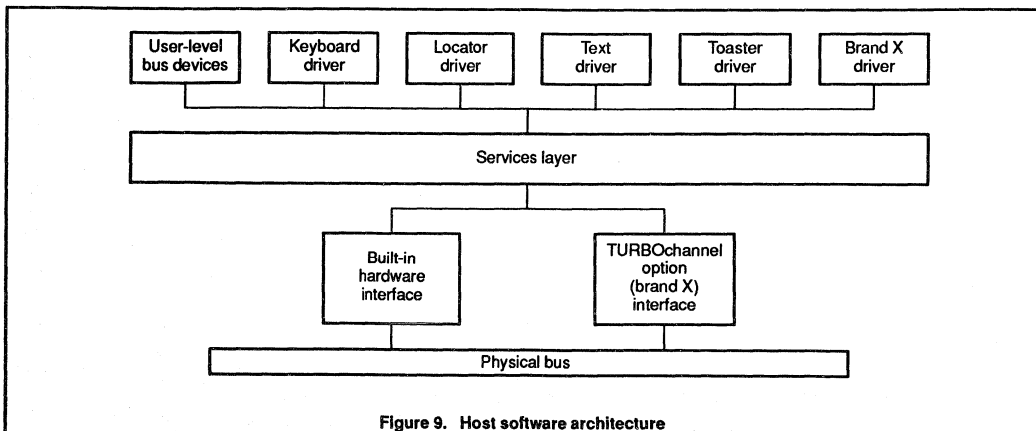 User-level
bus devices
Keyboard
driver
Locator
driver
Text
driver
Toaster
driver
Brand X
driver
Services layer
Built-in
hardware
interface
TURBOchannel
option
(brand X)
interface
Physical bus
Figure 9. Host software architecture